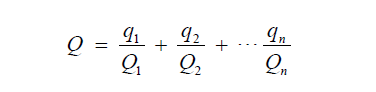 Q = q₁/Q₁ + q₂/Q₂ + ⋯ qₙ/Qₙ